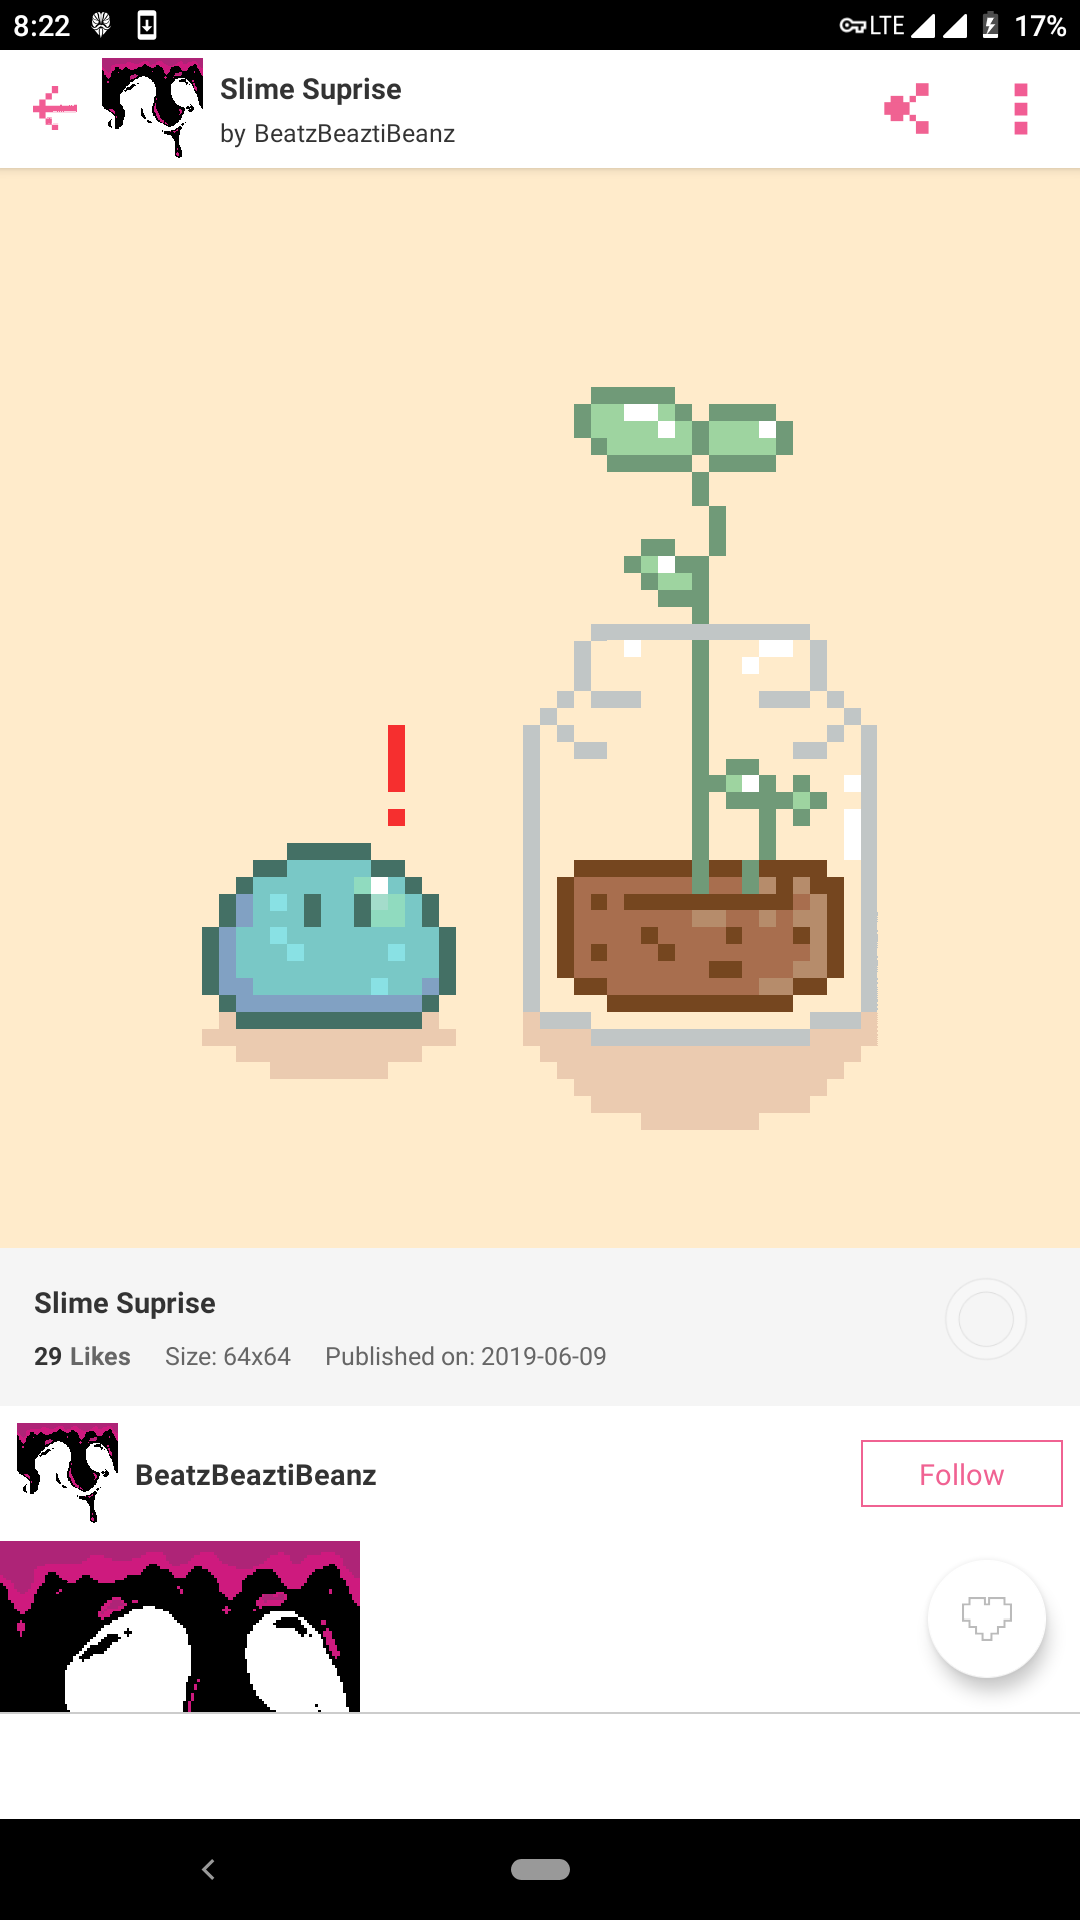 8:22 LTE 17%
Slime Suprise
by BeatzBeaztiBeanz
!
Slime Suprise
29 Likes Size: 64x64 Published on: 2019-06-09
BeatzBeaztiBeanz Follow